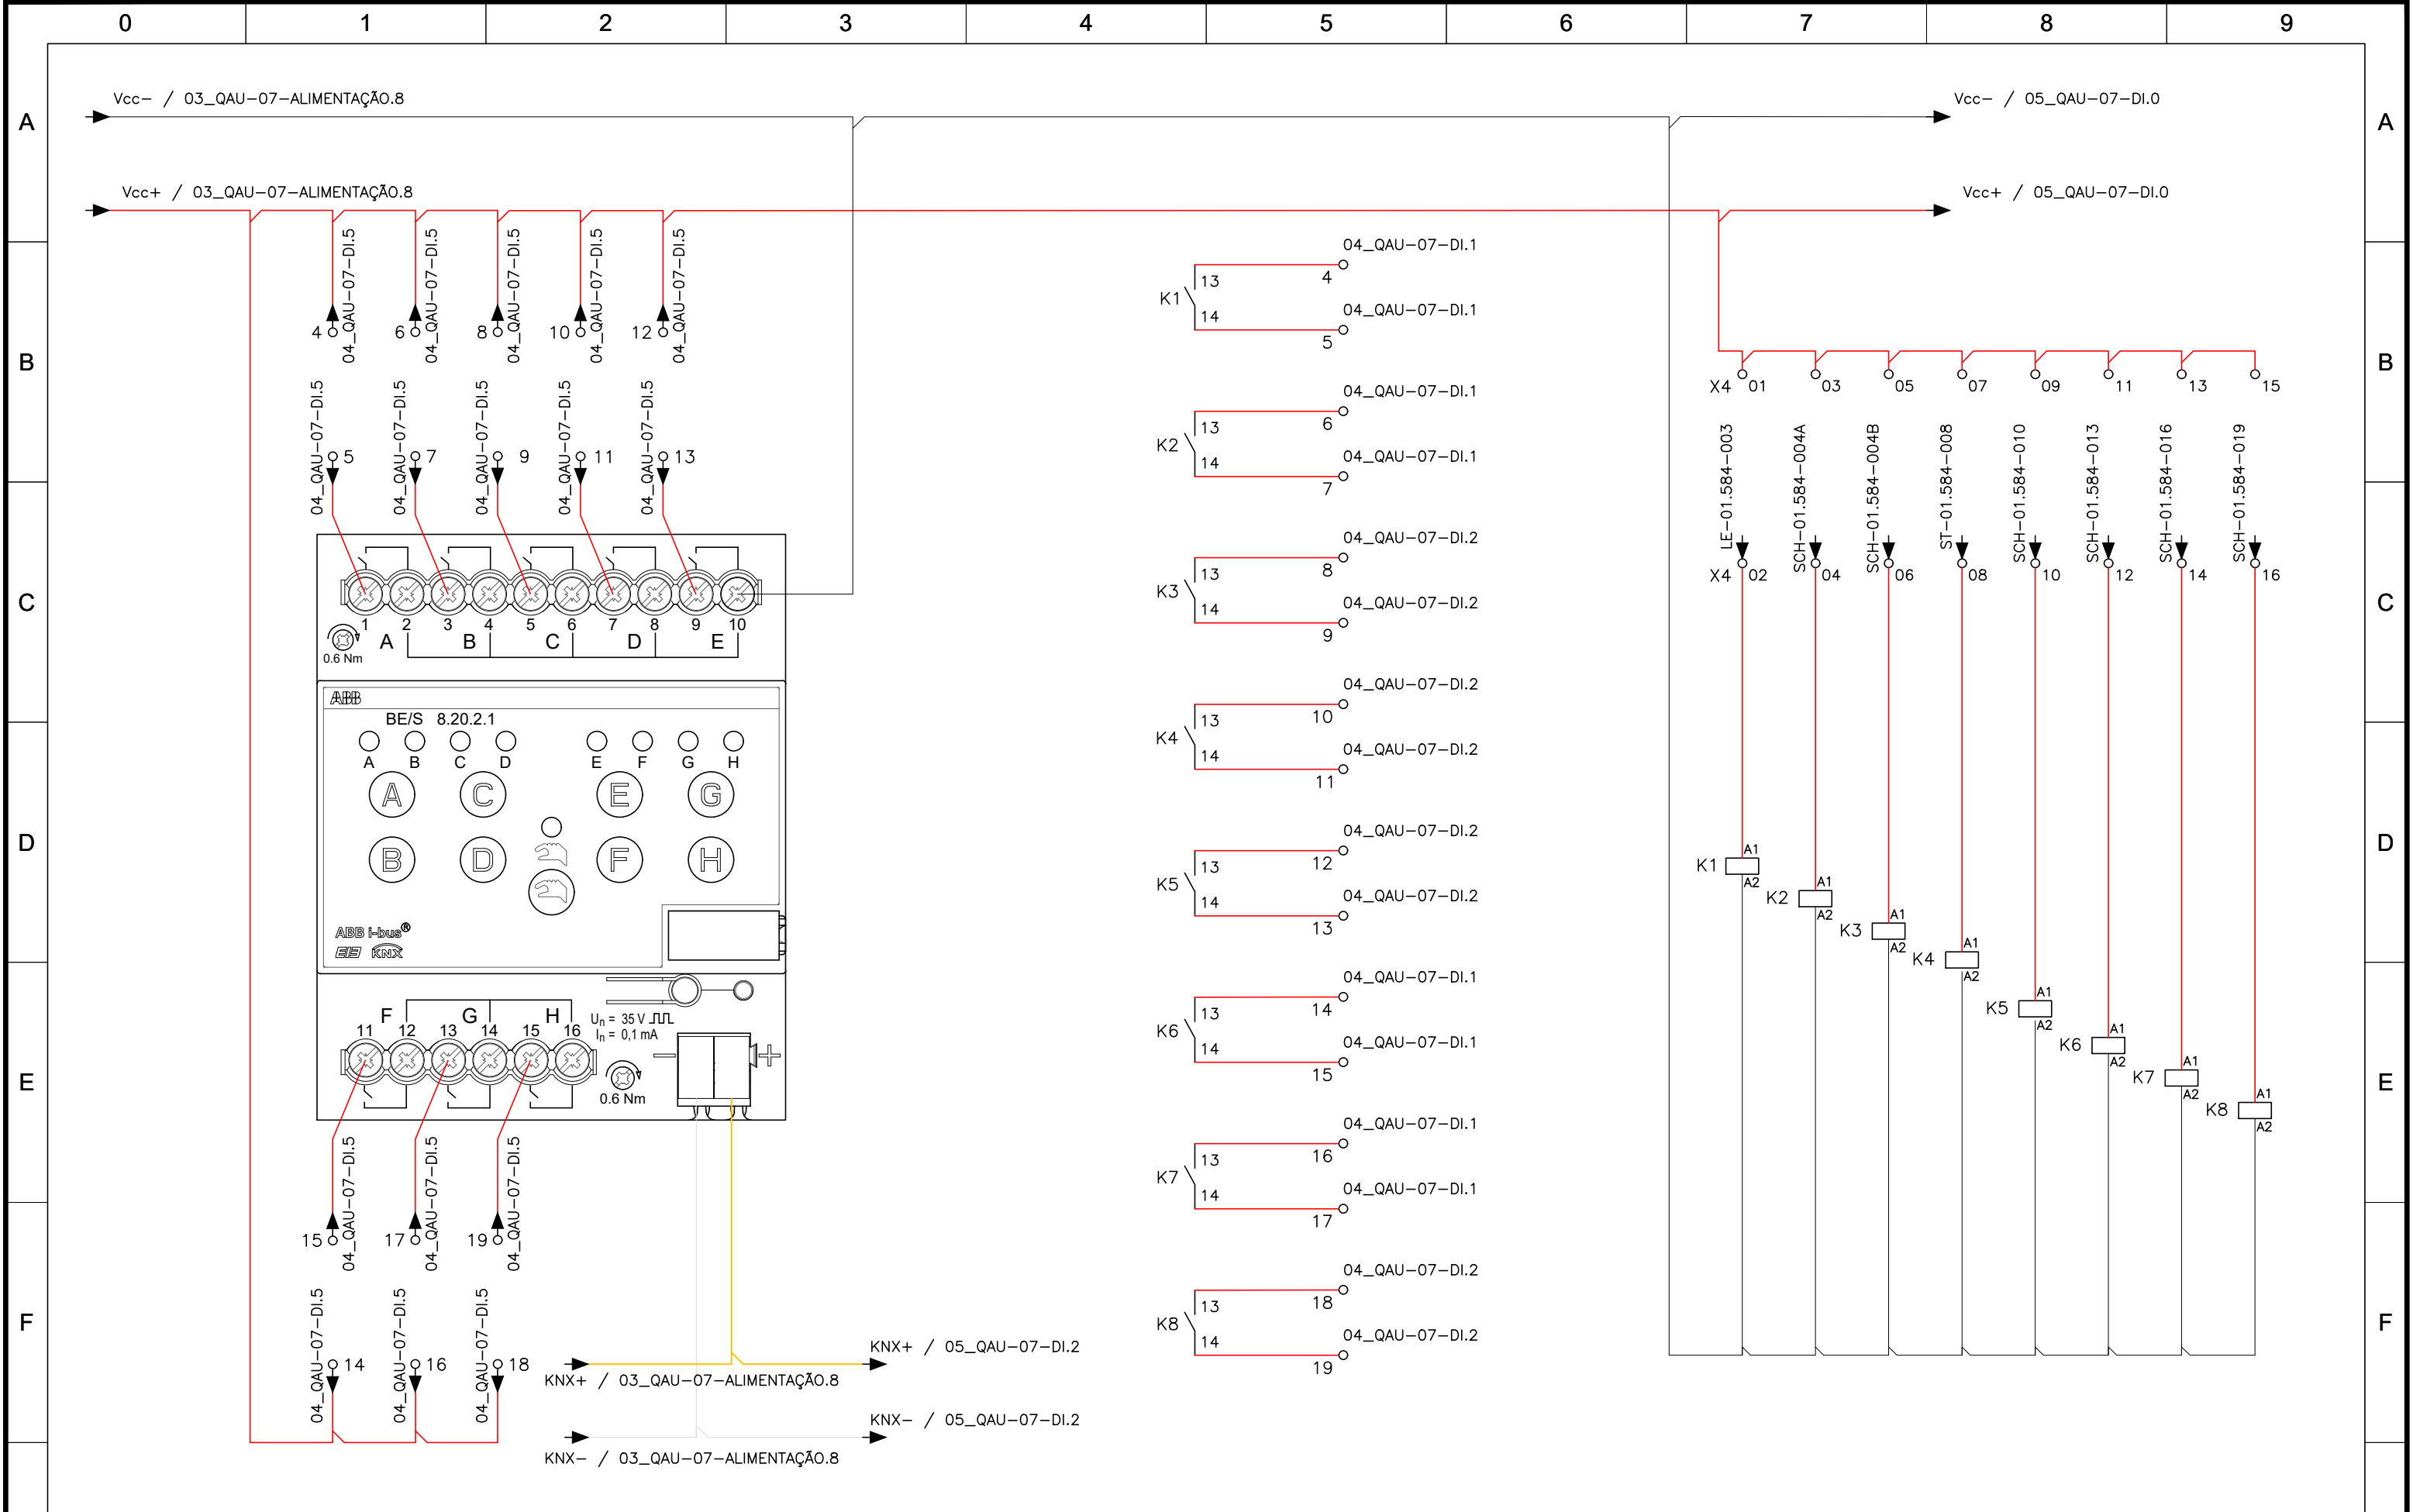 0 1 2 3 4 5 6 7 8 9
A A
Vcc- / 03_QAU-07-ALIMENTAÇÃO.8
Vcc- / 05_QAU-07-DI.0
Vcc+ / 03_QAU-07-ALIMENTAÇÃO.8
Vcc+ / 05_QAU-07-DI.0
B B
4 04_QAU-07-DI.5
6 04_QAU-07-DI.5
8 04_QAU-07-DI.5
10 04_QAU-07-DI.5
12 04_QAU-07-DI.5
04_QAU-07-DI.5 5
04_QAU-07-DI.5 7
04_QAU-07-DI.5 9
04_QAU-07-DI.5 11
04_QAU-07-DI.5 13
C C
1 2 3 4 5 6 7 8 9 10
A B C D E
0.6 Nm
ABB
BE/S 8.20.2.1
A B C D E F G H
A C E G
D D
B D F H
ABB i-bus®
EIB KNX
F G H
11 12 13 14 15 16
Un = 35 V
In = 0,1 mA
- +
0.6 Nm
E E
15 04_QAU-07-DI.5
17 04_QAU-07-DI.5
19 04_QAU-07-DI.5
04_QAU-07-DI.5 14
04_QAU-07-DI.5 16
04_QAU-07-DI.5 18
F F
KNX+ / 05_QAU-07-DI.2
KNX+ / 03_QAU-07-ALIMENTAÇÃO.8
KNX- / 05_QAU-07-DI.2
KNX- / 03_QAU-07-ALIMENTAÇÃO.8
04_QAU-07-DI.1
13 4
K1
14 04_QAU-07-DI.1
5
04_QAU-07-DI.1
13 6
K2
14 04_QAU-07-DI.1
7
04_QAU-07-DI.2
13 8
K3
14 04_QAU-07-DI.2
9
04_QAU-07-DI.2
13 10
K4
14 04_QAU-07-DI.2
11
04_QAU-07-DI.2
13 12
K5
14 04_QAU-07-DI.2
13
04_QAU-07-DI.1
13 14
K6
14 04_QAU-07-DI.1
15
04_QAU-07-DI.1
13 16
K7
14 04_QAU-07-DI.1
17
04_QAU-07-DI.2
13 18
K8
14 04_QAU-07-DI.2
19
X4 01 03 05 07 09 11 13 15
LE-01.584-003
SCH-01.584-004A
SCH-01.584-004B
ST-01.584-008
SCH-01.584-010
SCH-01.584-013
SCH-01.584-016
SCH-01.584-019
X4 02 04 06 08 10 12 14 16
K1 A1 A2
K2 A1 A2
K3 A1 A2
K4 A1 A2
K5 A1 A2
K6 A1 A2
K7 A1 A2
K8 A1 A2